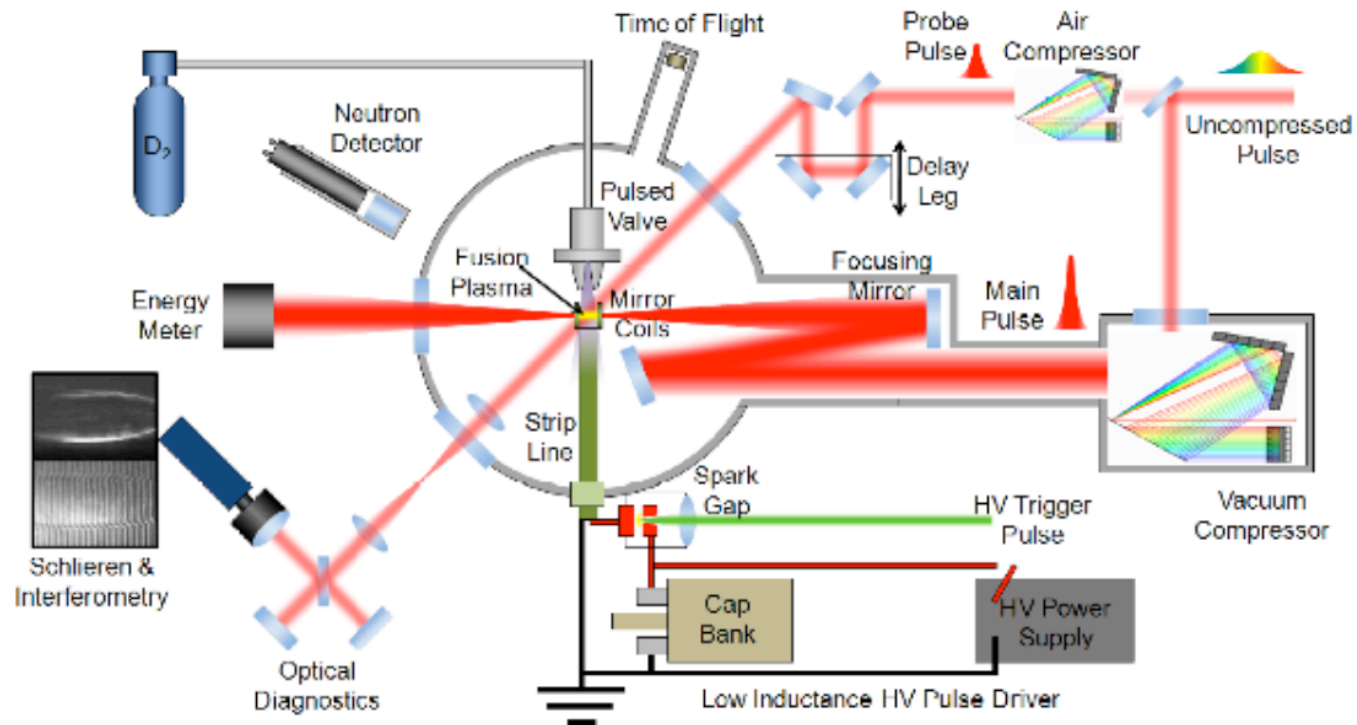 Time of Flight
Probe
Pulse
Air
Compressor
Uncompressed
Pulse
D2
Neutron
Detector
Delay
Leg
Pulsed
Valve
Fusion
Plasma
Mirror
Coils
Focusing
Mirror
Main
Pulse
Energy
Meter
Strip
Line
Spark
Gap
HV Trigger
Pulse
Vacuum
Compressor
Schlieren &
Interferometry
Cap
Bank
HV Power
Supply
Optical
Diagnostics
Low Inductance HV Pulse Driver